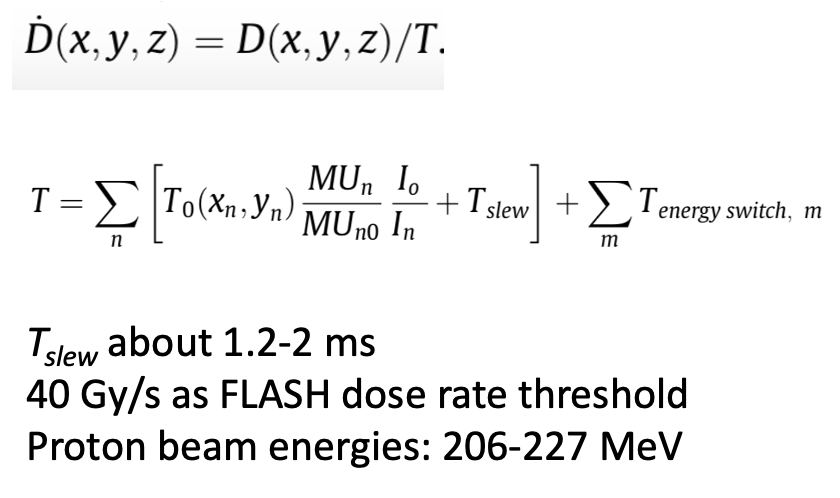 Ḋ(x, y, z) = D(x, y, z)/T.
T = ∑ₙ [T₀(xₙ, yₙ) MUₙ/MUₙ₀ Iₒ/Iₙ + T_slew] + ∑ₘ T_energy switch, m
T_slew about 1.2-2 ms
40 Gy/s as FLASH dose rate threshold
Proton beam energies: 206-227 MeV